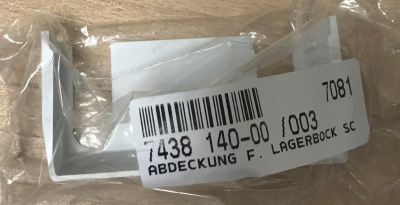 7081
7438 140-00 /003
ABDECKUNG F. LAGERBOCK SC